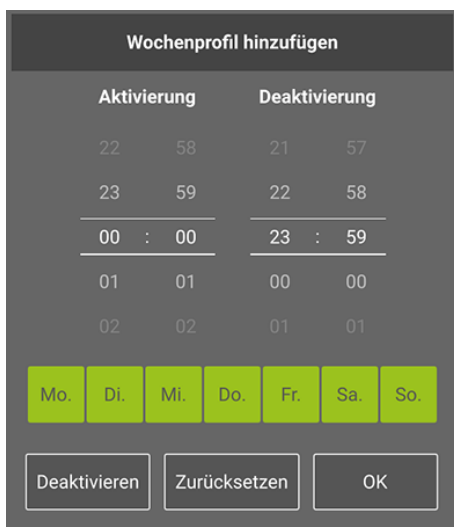 Wochenprofil hinzufügen
Aktivierung Deaktivierung
22 58 21 57
23 59 22 58
00 : 00 23 : 59
01 01 00 00
02 02 01 01
Mo. Di. Mi. Do. Fr. Sa. So.
Deaktivieren Zurücksetzen OK